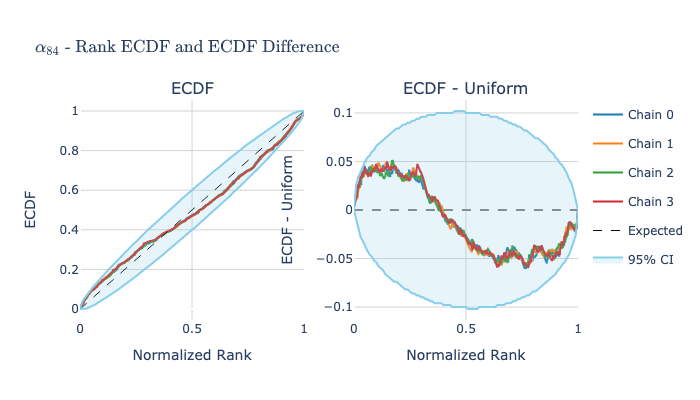 α84 - Rank ECDF and ECDF Difference
ECDF
ECDF - Uniform
ECDF
1
0.8
0.6
0.4
0.2
0
0
0.5
1
Normalized Rank
ECDF - Uniform
0.1
0.05
0
−0.05
−0.1
0
0.5
1
Normalized Rank
Chain 0
Chain 1
Chain 2
Chain 3
Expected
95% CI